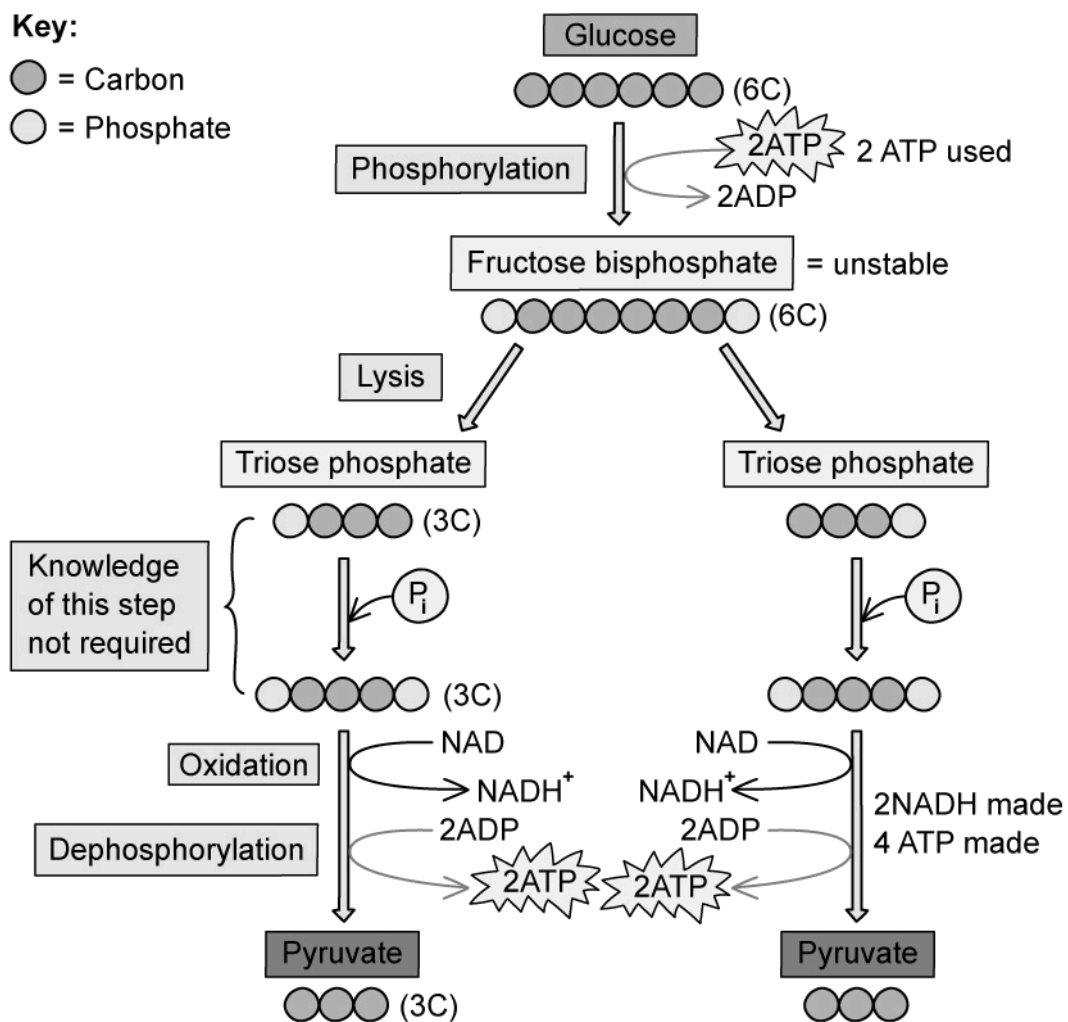 Key:
= Carbon
= Phosphate
Glucose
(6C)
Phosphorylation
2ATP
2 ATP used
2ADP
Fructose bisphosphate
= unstable
(6C)
Lysis
Triose phosphate
Triose phosphate
(3C)
Knowledge
of this step
not required
Pi
Pi
(3C)
Oxidation
NAD
NADH+
NAD
NADH+
Dephosphorylation
2ADP
2ATP
2ADP
2ATP
2NADH made
4 ATP made
Pyruvate
(3C)
Pyruvate